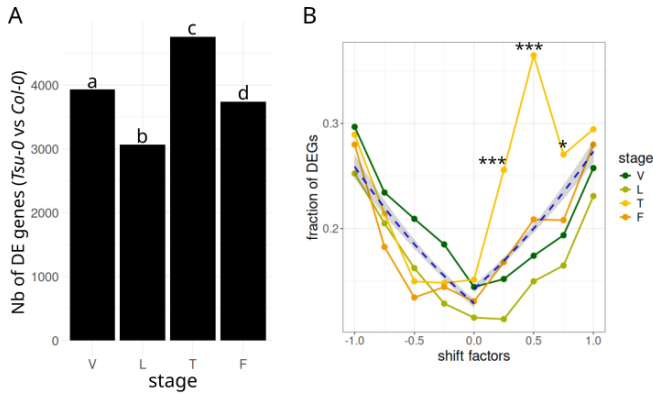 A
Nb of DE genes (Tsu-0 vs Col-0)
4000
3000
2000
1000
0
a
b
c
d
V L T F
stage
B
fraction of DEGs
0.3
0.2
***
***
*
-1.0 -0.5 0.0 0.5 1.0
shift factors
stage
V
L
T
F